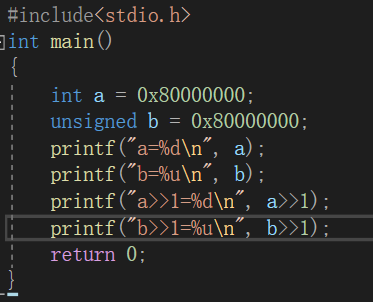 #include<stdio.h>
int main()
{
int a = 0x80000000;
unsigned b = 0x80000000;
printf("a=%d\n", a);
printf("b=%u\n", b);
printf("a>>1=%d\n", a>>1);
printf("b>>1=%u\n", b>>1);
return 0;
}